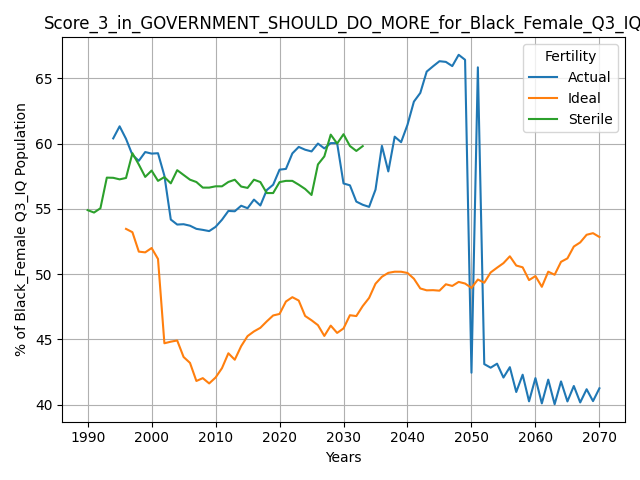 Score_3_in_GOVERNMENT_SHOULD_DO_MORE_for_Black_Female_Q3_IQ
Fertility
Actual
Ideal
Sterile
% of Black_Female Q3_IQ Population
65
60
55
50
45
40
1990 2000 2010 2020 2030 2040 2050 2060 2070
Years